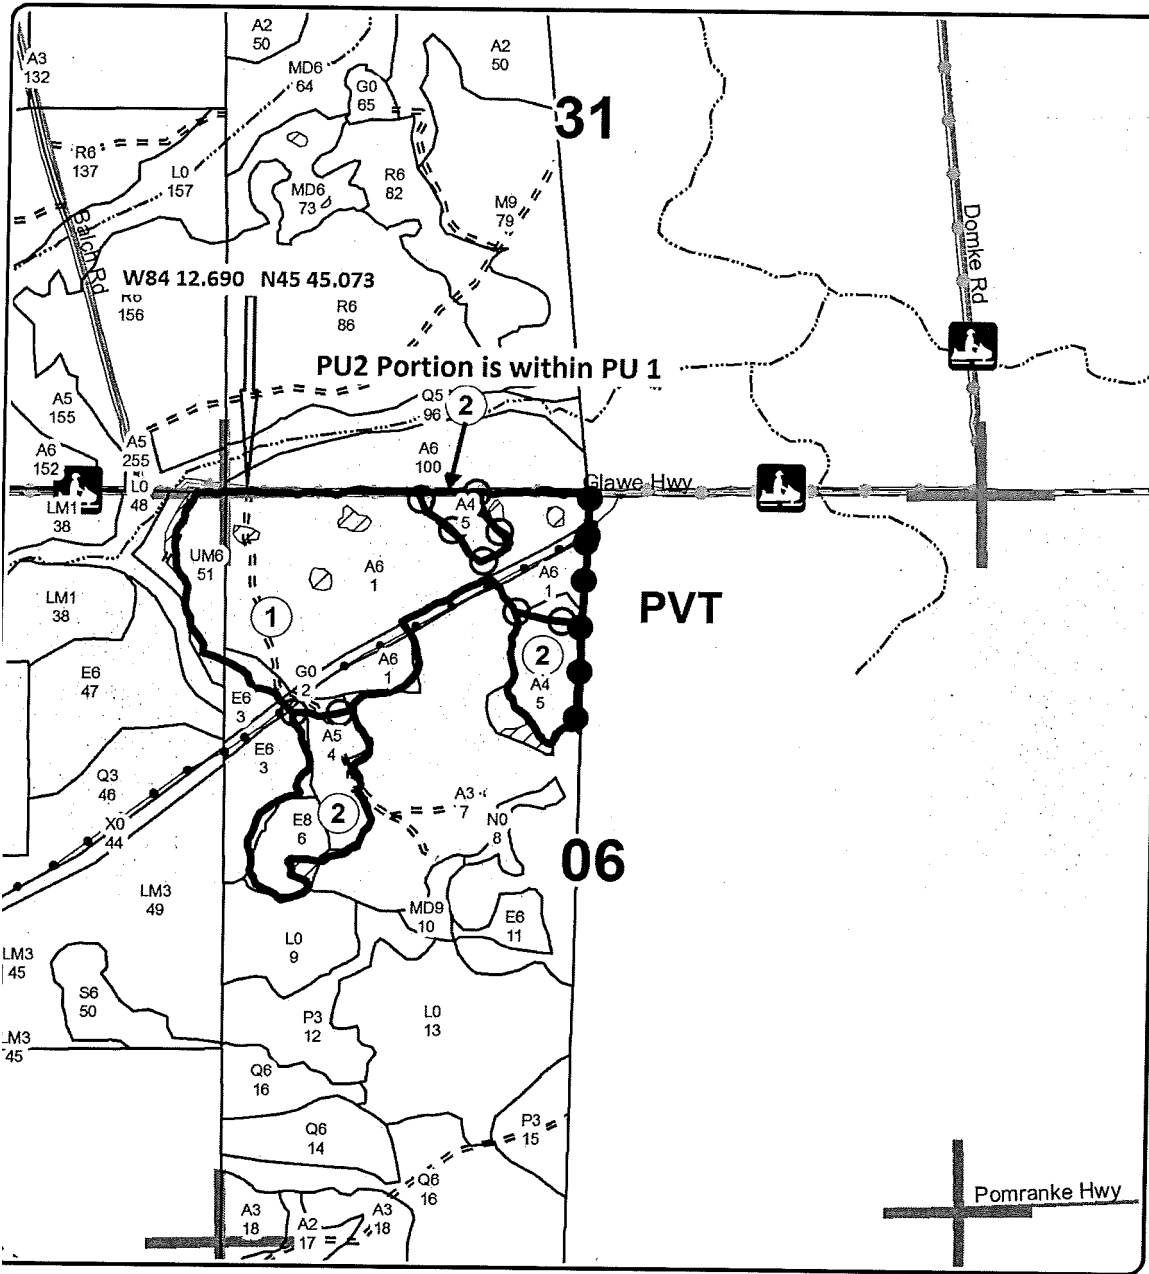 A2
50
A2
50
A3
132
MD6
64
G0
65
31
R6
137
L0
157
MD6
73
R6
82
M9
79
Balch Rd
Domke Rd
W84 12.690 N45 45.073
R6
156
R6
86
PU2 Portion is within PU 1
A5
155
Q5
96
2
A5
255
A6
152
A6
100
L0
48
Glawe Hwy
LM1
38
A4
5
UM6
51
A6
1
A6
1
LM1
38
1
PVT
E6
47
G0
2
A6
1
2
A4
5
E6
3
A5
4
E6
3
Q3
46
X0
44
A3
7
2
E8
6
N0
8
06
LM3
49
MD9
10
E6
11
L0
9
LM3
45
S6
50
P3
12
L0
13
LM3
45
Q6
16
Q6
14
P3
15
Q6
16
Pomranke Hwy
A3
18
A2
17
A3
18